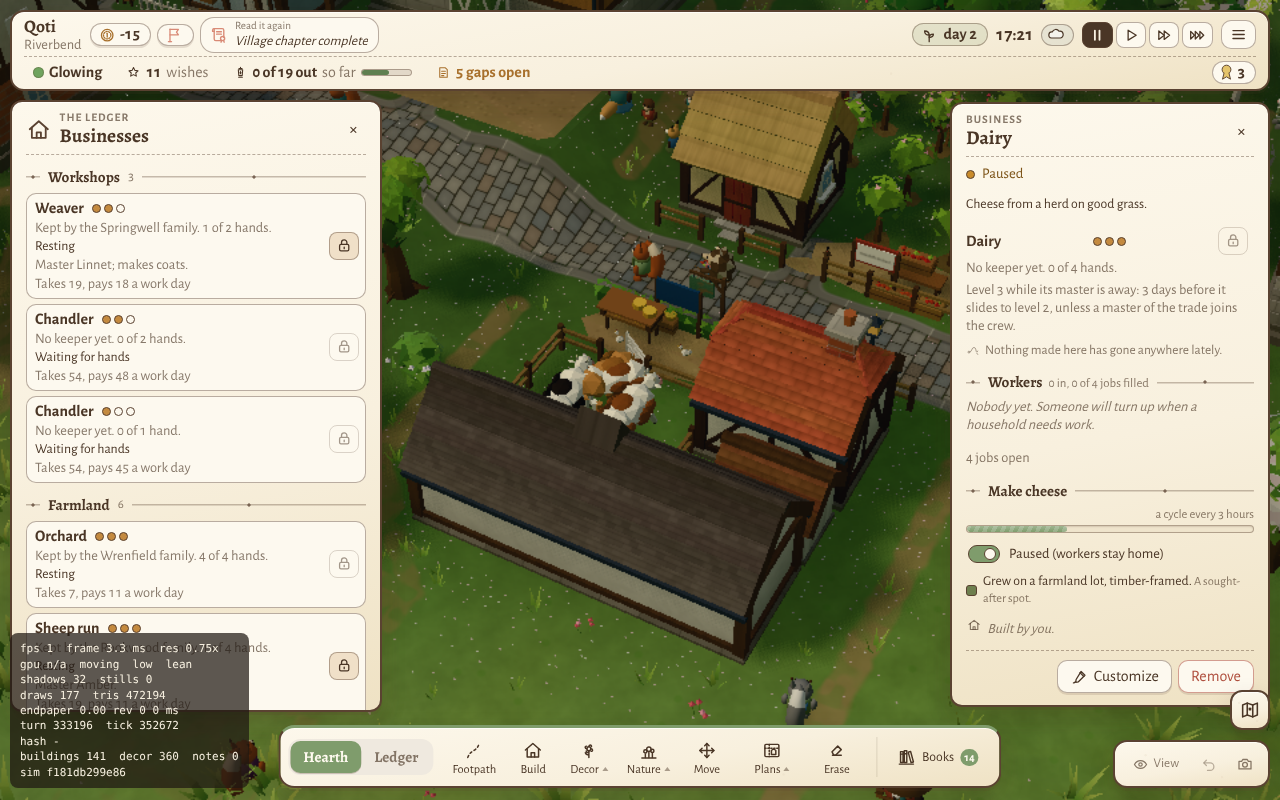 Qoti
Riverbend
-15
Read it again
Village chapter complete
day 2
17:21
Glowing
11 wishes
0 of 19 out so far
5 gaps open
3
THE LEDGER
Businesses
×
Workshops 3
Weaver
Kept by the Springwell family. 1 of 2 hands.
Resting
Master Linnet; makes coats.
Takes 19, pays 18 a work day
Chandler
No keeper yet. 0 of 2 hands.
Waiting for hands
Takes 54, pays 48 a work day
Chandler
No keeper yet. 0 of 1 hand.
Waiting for hands
Takes 54, pays 45 a work day
Farmland 6
Orchard
Kept by the Wrenfield family. 4 of 4 hands.
Resting
Takes 7, pays 11 a work day
Sheep run
of 4 hands.
fps 1 frame 8.3 ms res 0.75x
gpu n/a moving low lean
shadows 32 stills 0
draws 177 tris 472194
endpaper 0.00 rev 0 0 ms
turn 333196 tick 352672
hash -
buildings 141 decor 360 notes 0
sim f181db299e86
BUSINESS
Dairy
×
Paused
Cheese from a herd on good grass.
Dairy
No keeper yet. 0 of 4 hands.
Level 3 while its master is away: 3 days before it
slides to level 2, unless a master of the trade joins
the crew.
Nothing made here has gone anywhere lately.
Workers 0 in, 0 of 4 jobs filled
Nobody yet. Someone will turn up when a
household needs work.
4 jobs open
Make cheese
a cycle every 3 hours
Paused (workers stay home)
Grew on a farmland lot, timber-framed. A sought-
after spot.
Built by you.
Customize
Remove
Hearth
Ledger
Footpath
Build
Decor
Nature
Move
Plans
Erase
Books 14
View